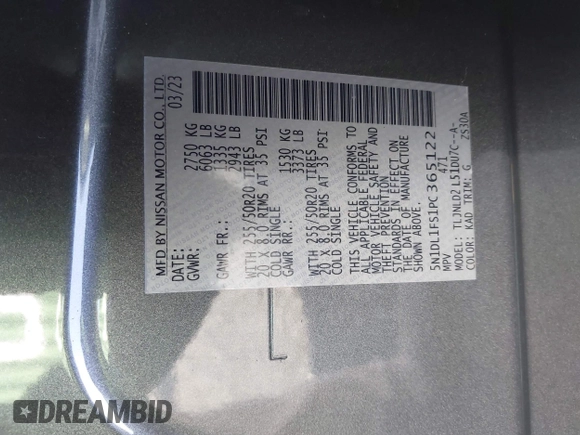 MFD BY NISSAN MOTOR CO., LTD.
DATE: 03/23
GVWR: 2750 KG
6063 LB
GAWR FR.: 1335 KG
2943 LB
WITH 255/50R20 TIRES
20 X 8.0 RIMS AT 35 PSI
COLD SINGLE
GAWR RR.: 1530 KG
3373 LB
WITH 255/50R20 TIRES
20 X 8.0 RIMS AT 35 PSI
COLD SINGLE
THIS VEHICLE CONFORMS TO
ALL APPLICABLE FEDERAL
MOTOR VEHICLE SAFETY AND
THEFT PREVENTION
STANDARDS IN EFFECT ON
THE DATE OF MANUFACTURE
SHOWN ABOVE.
5N1DL1FS1PC365122
MPV 471
MODEL: TLJNLD2 L51DU7C--A-
COLOR: KAD TRIM: G ZS30A
DREAMBID